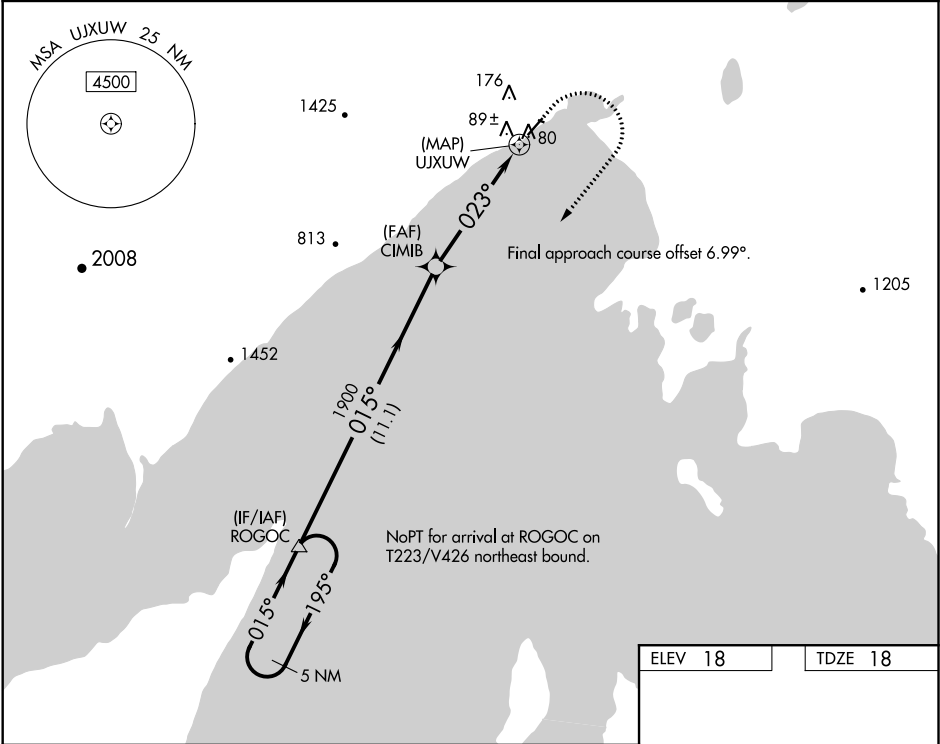 MSA UJXUW 25 NM
4500
1425
176
89±
80
(MAP)
UJXUW
023°
813
(FAF)
CIMIB
Final approach course offset 6.99°.
2008
1205
1452
1900
015°
(11.1)
(IF/IAF)
ROGOC
NoPT for arrival at ROGOC on
T223/V426 northeast bound.
015°
195°
5 NM
ELEV 18
TDZE 18